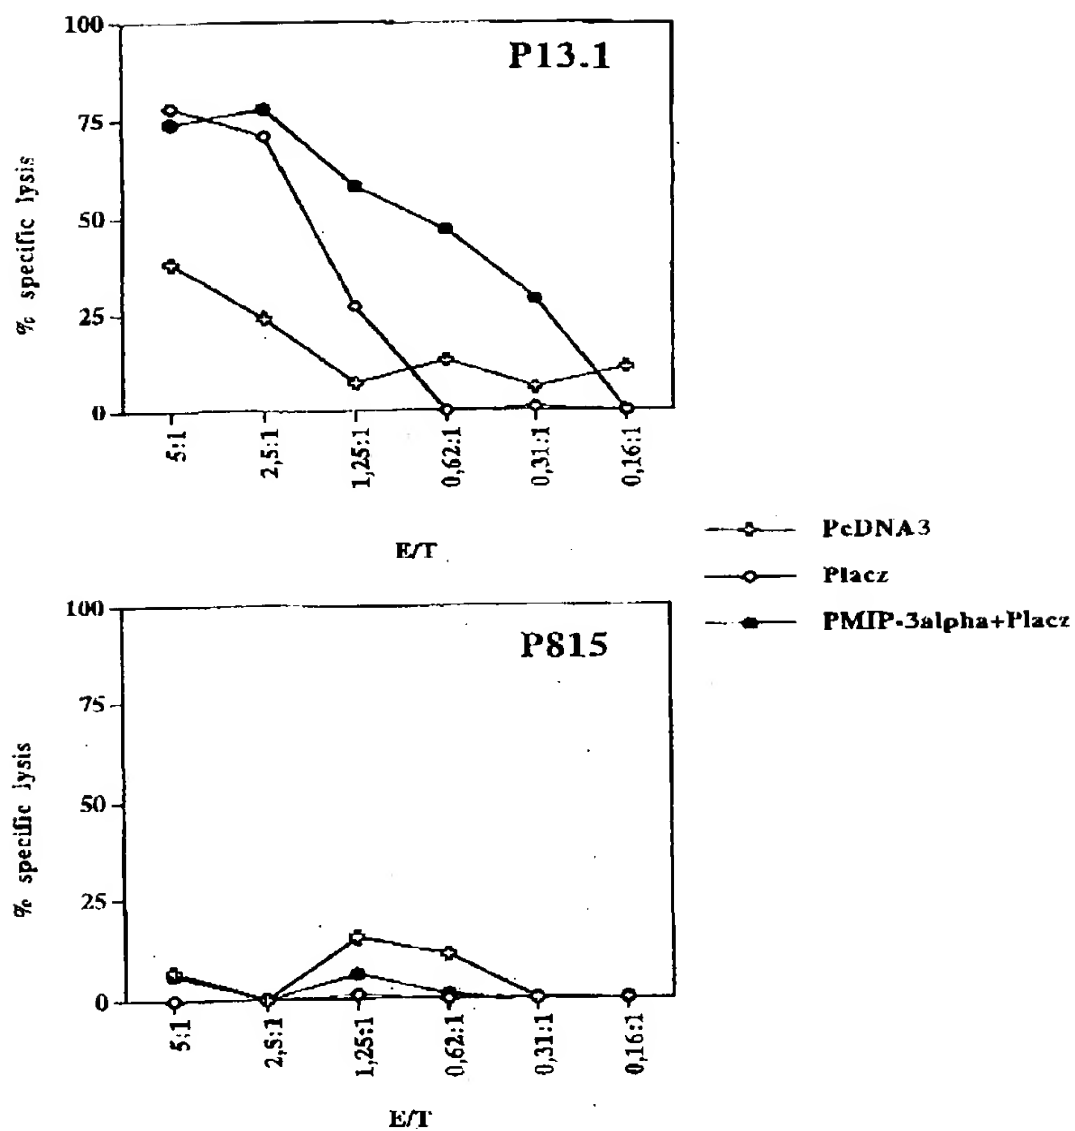 P13.1
100
75
50
25
0
% specific lysis
5:1
2,5:1
1,25:1
0,62:1
0,31:1
0,16:1
E/T
PcDNA3
Placz
PMIP-3alpha+Placz
P815
100
75
50
25
0
% specific lysis
5:1
2,5:1
1,25:1
0,62:1
0,31:1
0,16:1
E/T